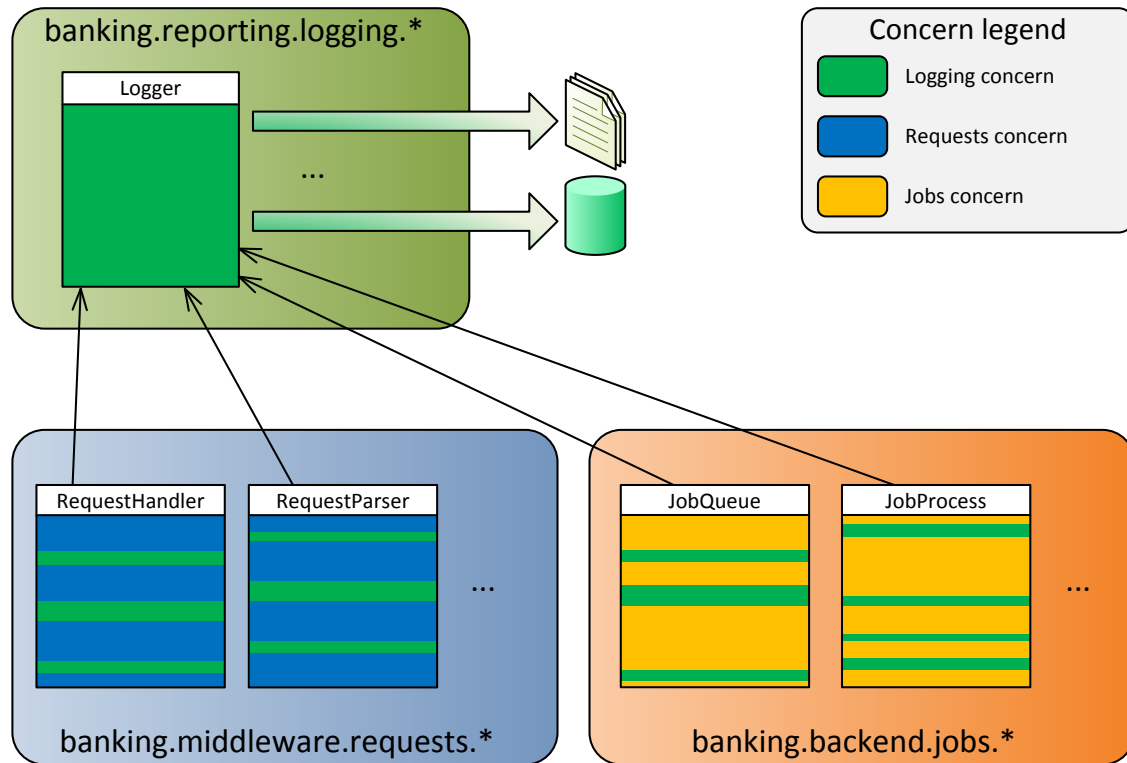 banking.reporting.logging.*
Logger
...
Concern legend
Logging concern
Requests concern
Jobs concern
RequestHandler
RequestParser
...
banking.middleware.requests.*
JobQueue
JobProcess
...
banking.backend.jobs.*